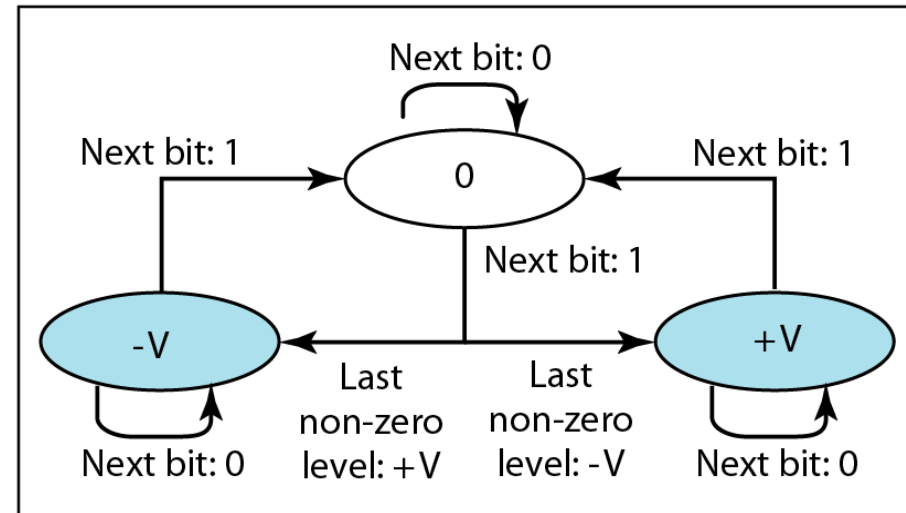 Next bit: 0
Next bit: 1
0
Next bit: 1
Next bit: 1
-V
+V
Last
non-zero
level: +V
Last
non-zero
level: -V
Next bit: 0
Next bit: 0